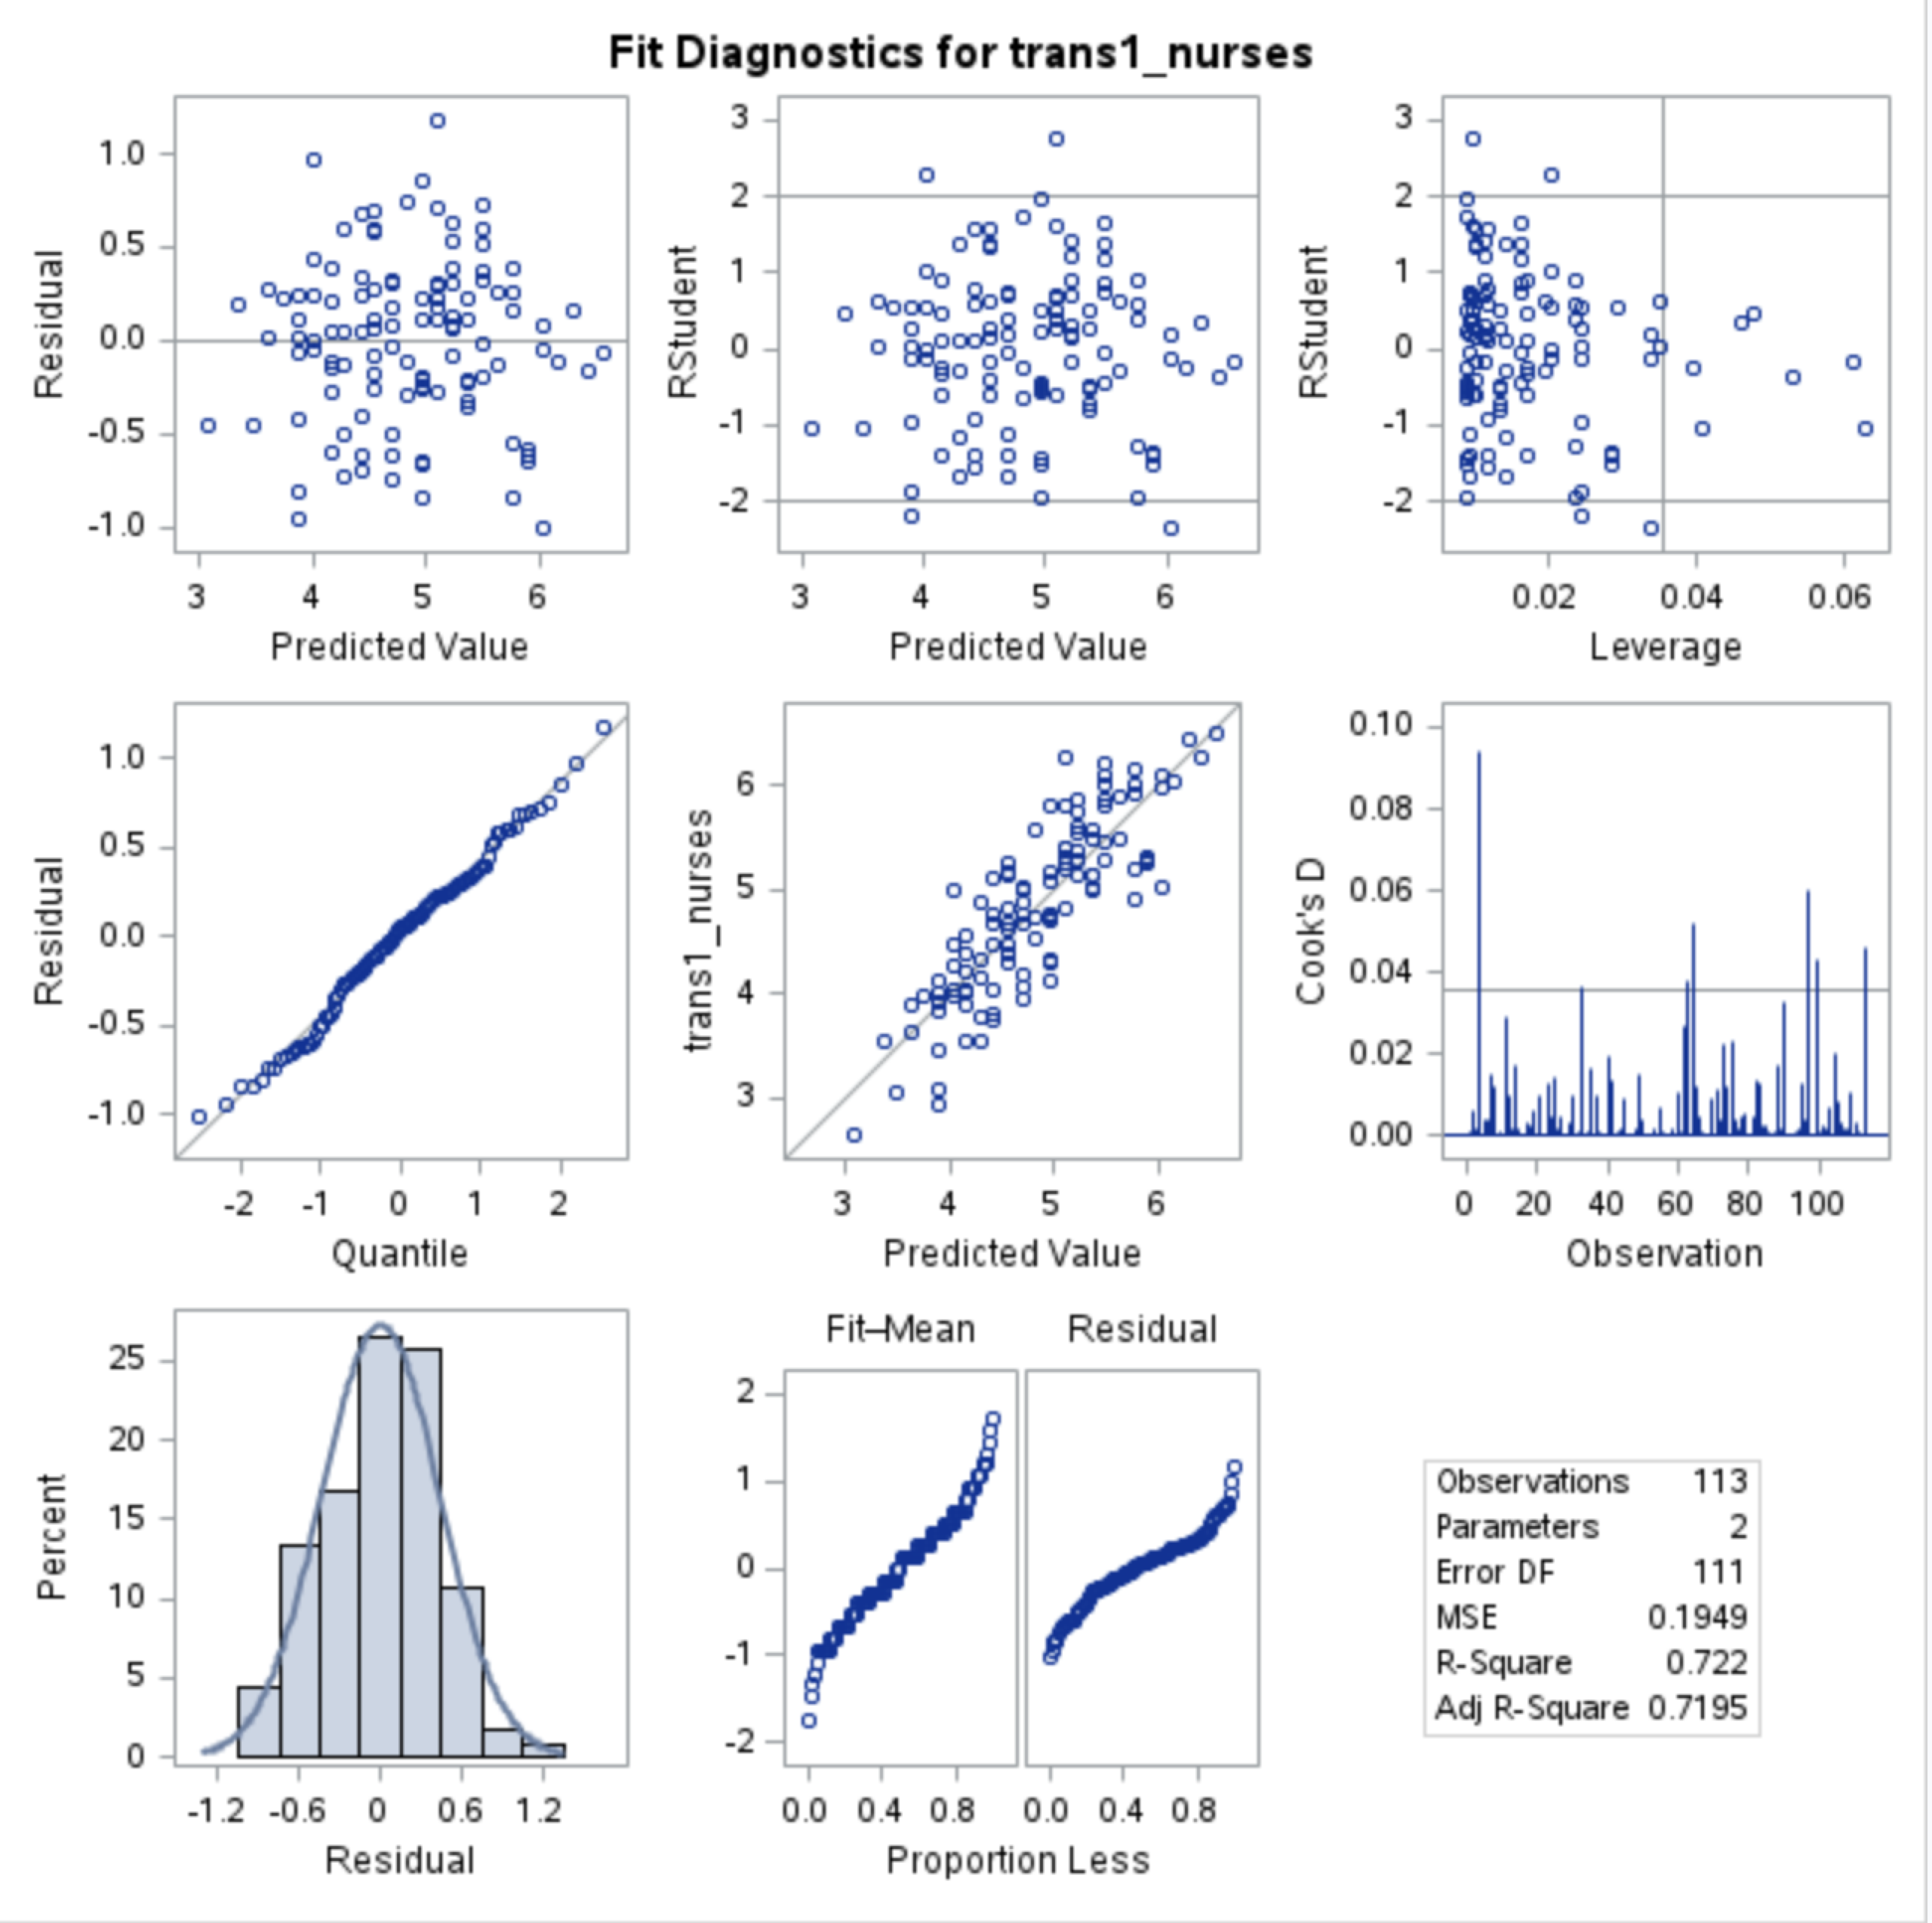 Fit Diagnostics for trans1_nurses
1.0
0.5
0.0
-0.5
-1.0
Residual
3 4 5 6
Predicted Value
3
2
1
0
-1
-2
RStudent
3 4 5 6
Predicted Value
3
2
1
0
-1
-2
RStudent
0.02 0.04 0.06
Leverage
1.0
0.5
0.0
-0.5
-1.0
Residual
-2 -1 0 1 2
Quantile
6
5
4
3
trans1_nurses
3 4 5 6
Predicted Value
0.10
0.08
0.06
0.04
0.02
0.00
Cook's D
0 20 40 60 80 100
Observation
25
20
15
10
5
0
Percent
-1.2 -0.6 0 0.6 1.2
Residual
Fit–Mean Residual
2
1
0
-1
-2
0.0 0.4 0.8 0.0 0.4 0.8
Proportion Less
Observations 113
Parameters 2
Error DF 111
MSE 0.1949
R-Square 0.722
Adj R-Square 0.7195